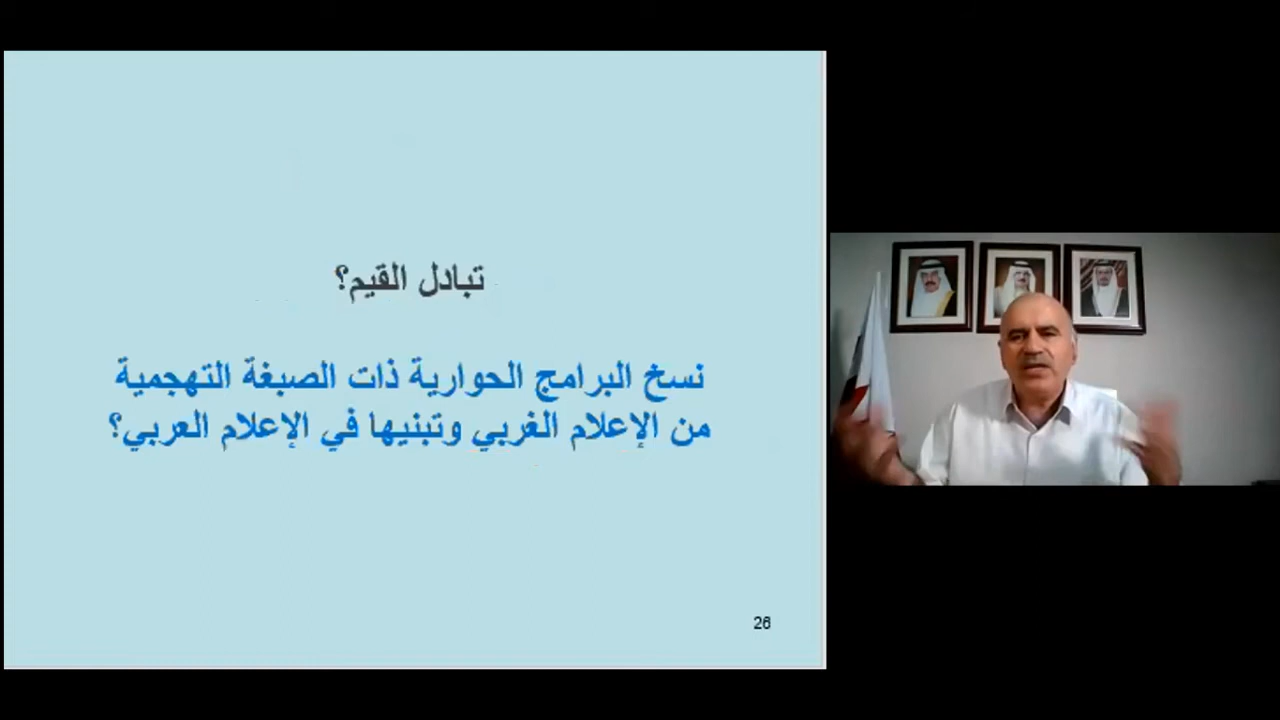 تبادل القيم؟
نسخ البرامج الحوارية ذات الصبغة التهجمية
من الإعلام الغربي وتبنيها في الإعلام العربي؟
26